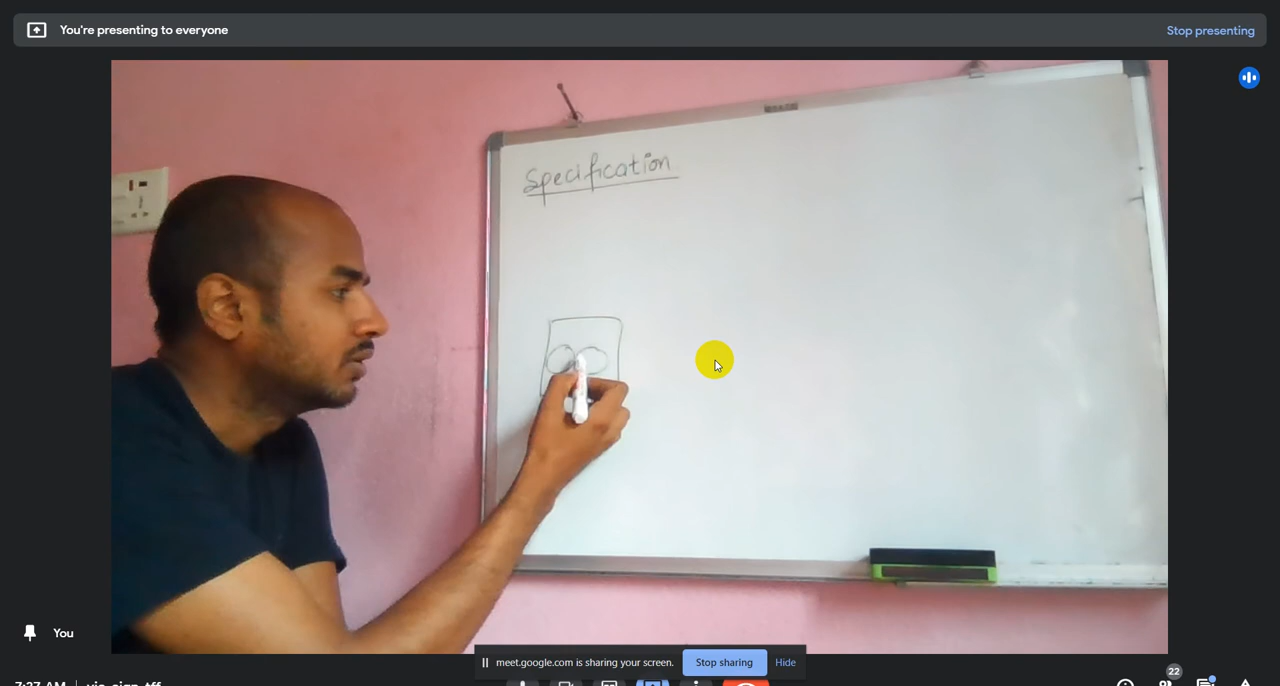 You're presenting to everyone
Stop presenting
Specification
You
meet.google.com is sharing your screen.
Stop sharing
Hide
22